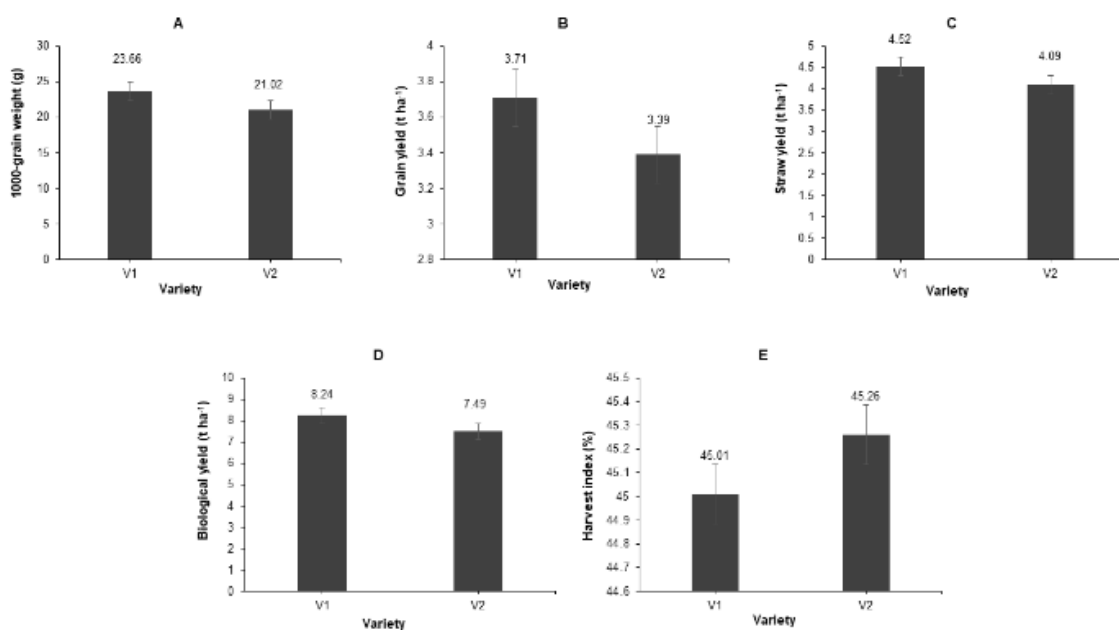 A
1000-grain weight (g)
30
25
20
15
10
5
0
23.66
21.02
V1
V2
Variety
B
Grain yield (t ha⁻¹)
4
3.8
3.6
3.4
3.2
3
2.8
3.71
3.39
V1
V2
Variety
C
Straw yield (t ha⁻¹)
5
4.5
4
3.5
3
2.5
2
1.5
1
0.5
0
4.52
4.09
V1
V2
Variety
D
Biological yield (t ha⁻¹)
10
9
8
7
6
5
4
3
2
1
0
8.24
7.49
V1
V2
Variety
E
Harvest index (%)
45.5
45.4
45.3
45.2
45.1
45
44.9
44.8
44.7
44.6
45.01
45.26
V1
V2
Variety